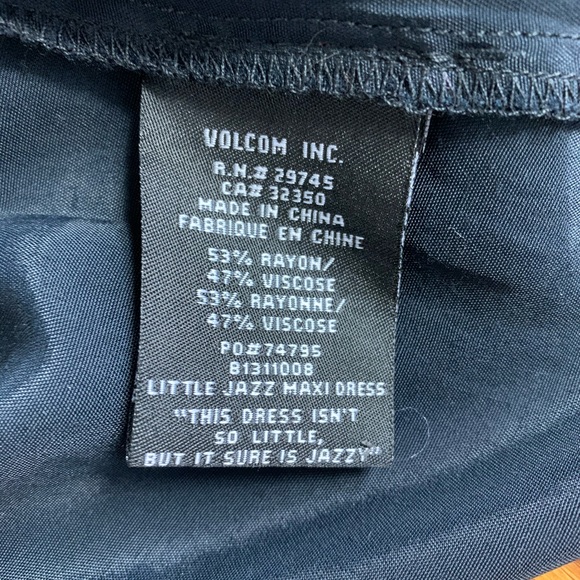 VOLCOM INC.
R.N.# 29745
CA# 32350
MADE IN CHINA
FABRIQUE EN CHINE
53% RAYON/
47% VISCOSE
53% RAYONNE/
47% VISCOSE
PO#74795
B1311008
LITTLE JAZZ MAXI DRESS
"THIS DRESS ISN'T
SO LITTLE,
BUT IT SURE IS JAZZY"